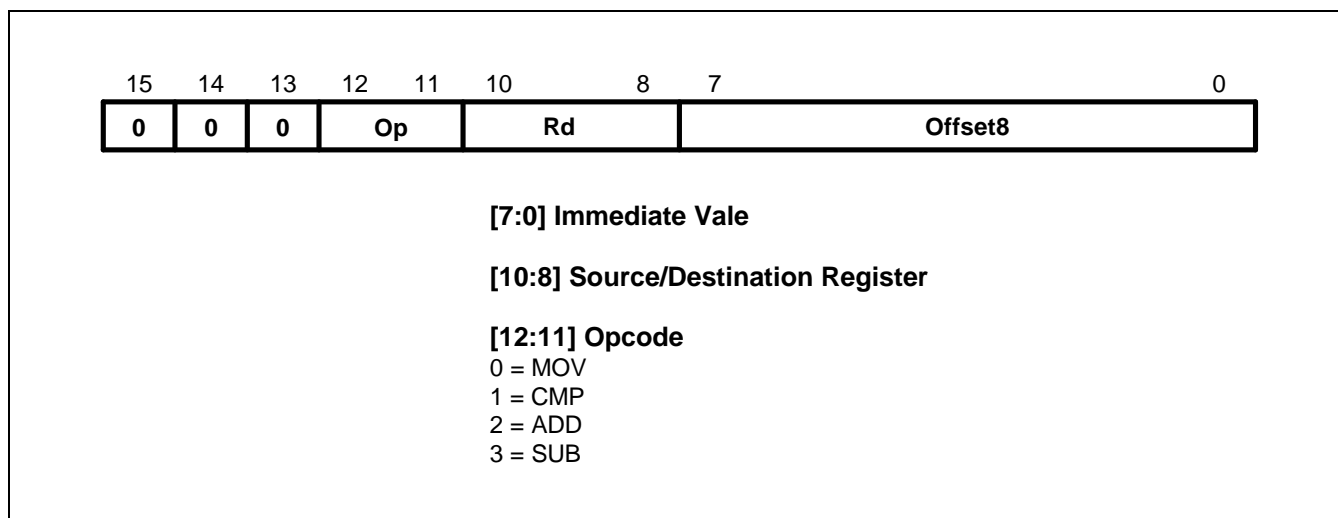 15 14 13 12 11 10 8 7 0
0 0 0 Op Rd Offset8
[7:0] Immediate Vale
[10:8] Source/Destination Register
[12:11] Opcode
0 = MOV
1 = CMP
2 = ADD
3 = SUB